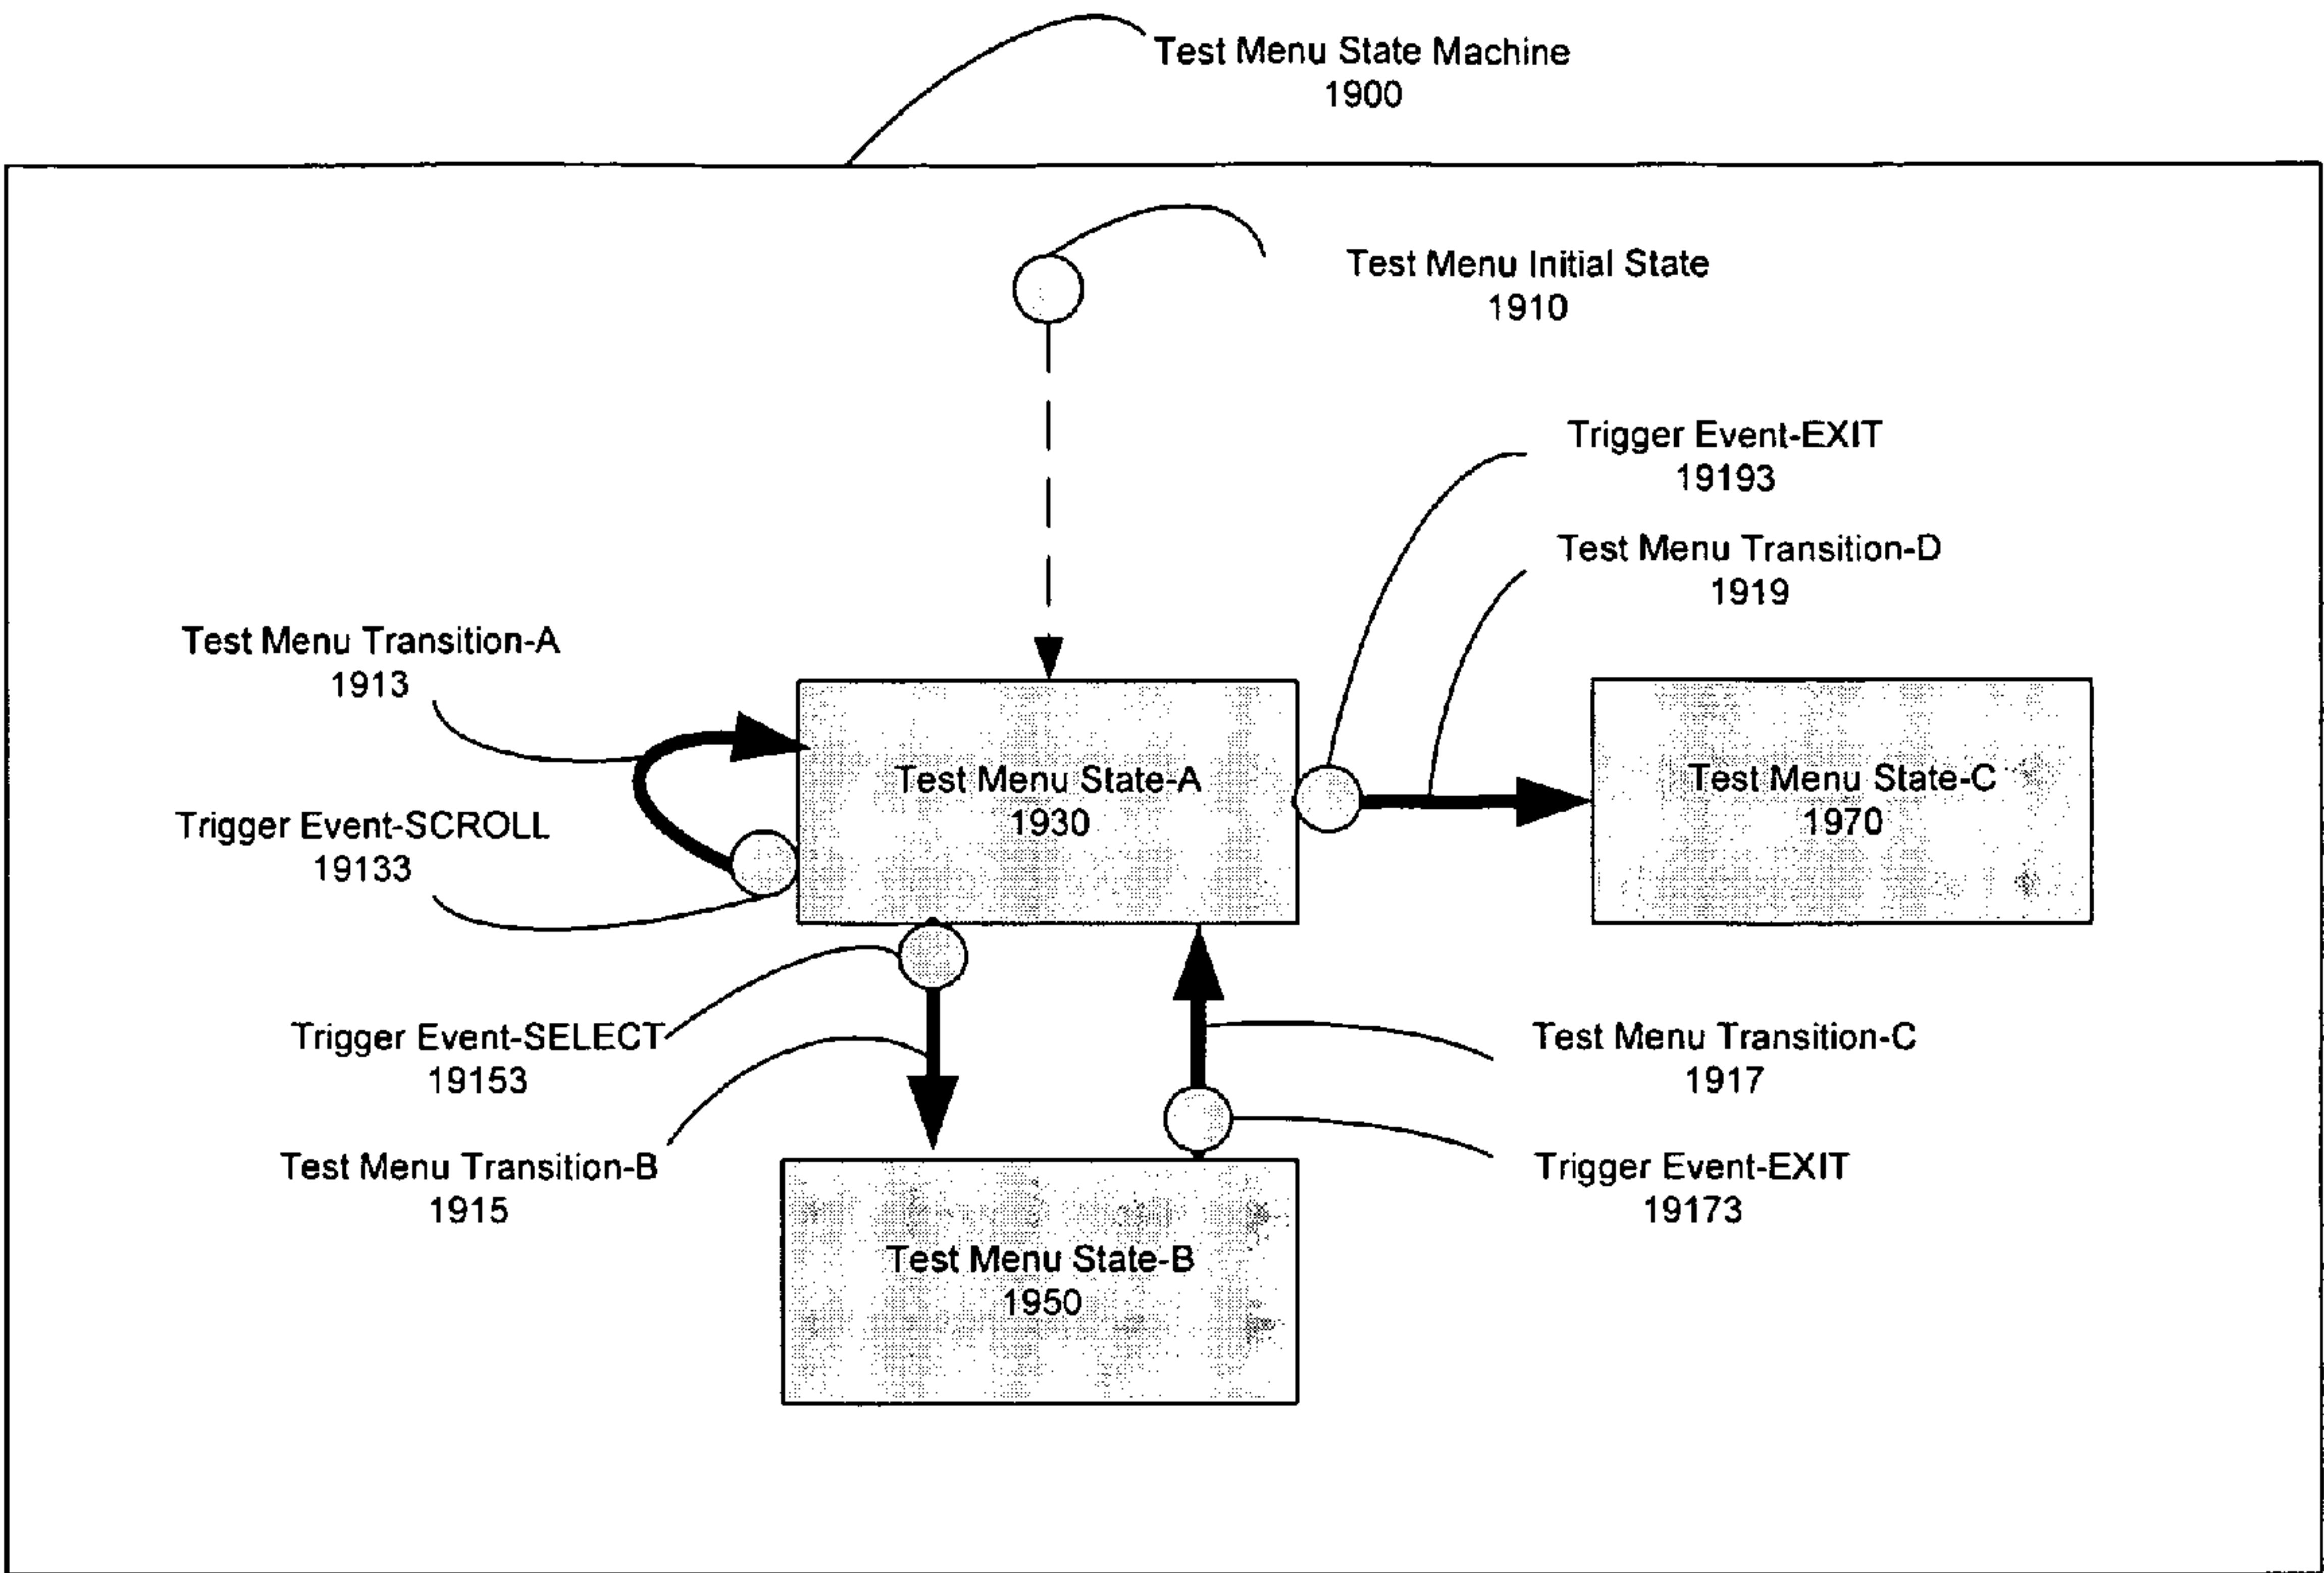 Test Menu State Machine
1900
Test Menu Initial State
1910
Trigger Event-EXIT
19193
Test Menu Transition-D
1919
Test Menu Transition-A
1913
Test Menu State-A
1930
Test Menu State-C
1970
Trigger Event-SCROLL
19133
Trigger Event-SELECT
19153
Test Menu Transition-C
1917
Test Menu Transition-B
1915
Trigger Event-EXIT
19173
Test Menu State-B
1950